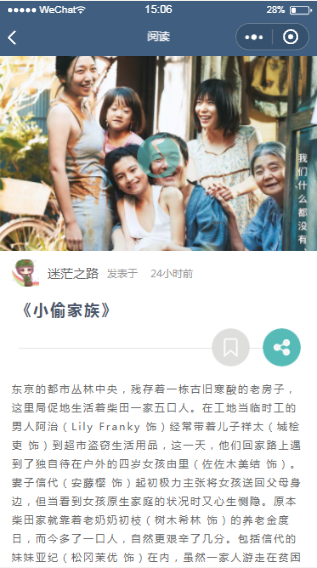 WeChat
15:06
28%
阅读
我们什么都没有、
迷茫之路 发表于 24小时前
《小偷家族》
东京的都市丛林中央，残存着一栋古旧寒酸的老房子，
这里局促地生活着柴田一家五口人。在工地当临时工的
男人阿治（Lily Franky 饰）经常带着儿子祥太（城桧
吏 饰）到超市盗窃生活用品，这一天，他们回家路上遇
到了独自待在户外的四岁女孩由里（佐佐木美结 饰）。
妻子信代（安藤樱 饰）起初极力主张将女孩送回父母身
边，但当看到女孩原生家庭的状况时又心生恻隐。原本
柴田家就靠着老奶奶初枝（树木希林 饰）的养老金度
日，而今多了一口人，自然更艰辛了几分。包括信代的
妹妹亚纪（松冈茉优 饰）在内，虽然一家人游走在贫困